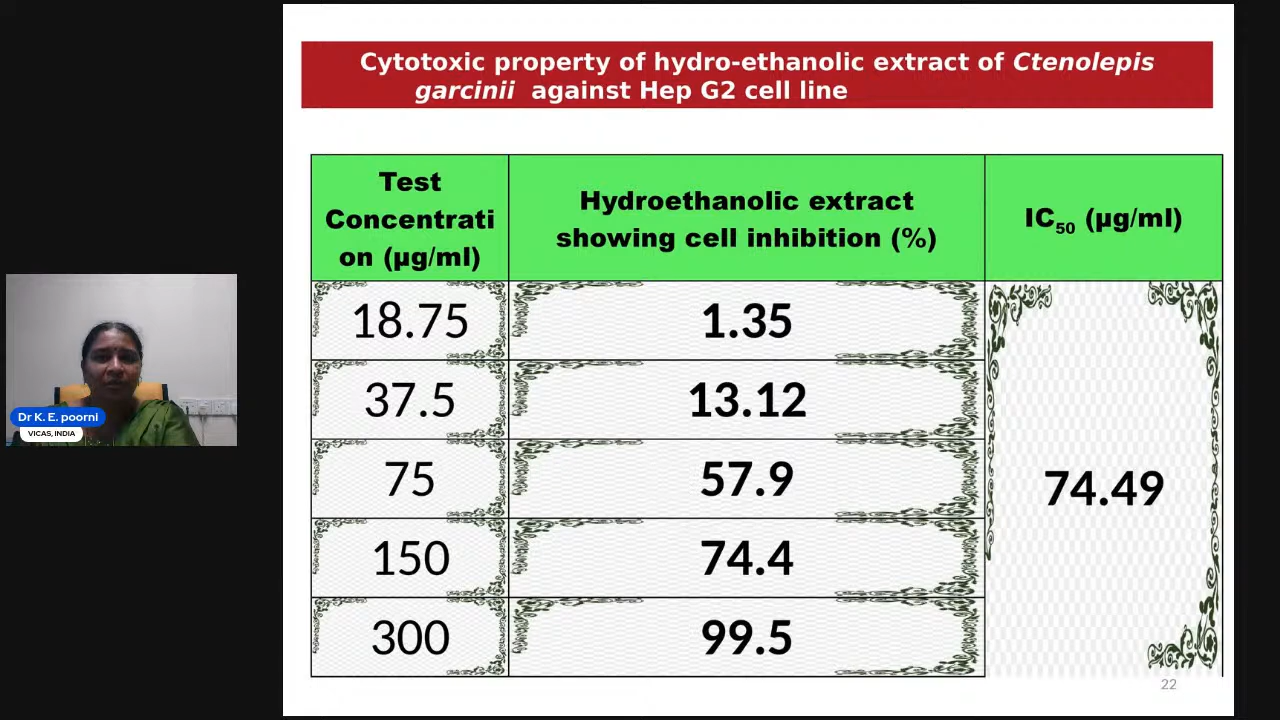 Cytotoxic property of hydro-ethanolic extract of Ctenolepis
garcinii against Hep G2 cell line
Test
Concentrati
on (µg/ml)
Hydroethanolic extract
showing cell inhibition (%)
IC50 (µg/ml)
18.75
1.35
37.5
13.12
75
57.9
150
74.4
300
99.5
74.49
22
Dr K. E. poorni
VICAS, INDIA